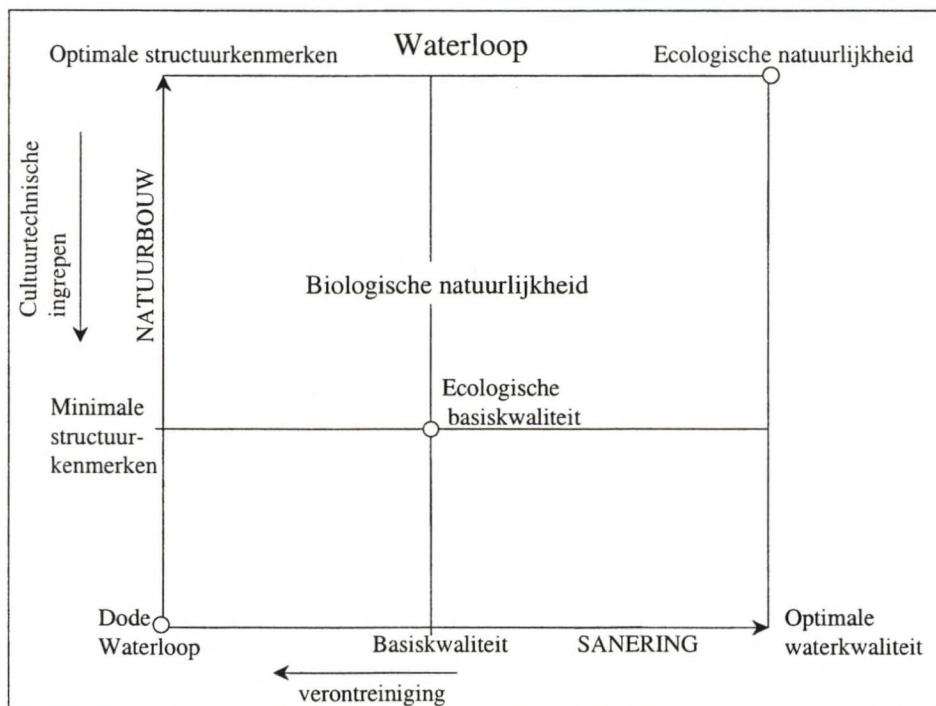 Waterloop
Optimale structuurkenmerken
Ecologische natuurlijkheid
Cultuurtechnische
ingrepen
NATUURBOUW
Biologische natuurlijkheid
Ecologische
basiskwaliteit
Minimale
structuur-
kenmerken
Dode
Waterloop
Basiskwaliteit
SANERING
Optimale
waterkwaliteit
verontreiniging